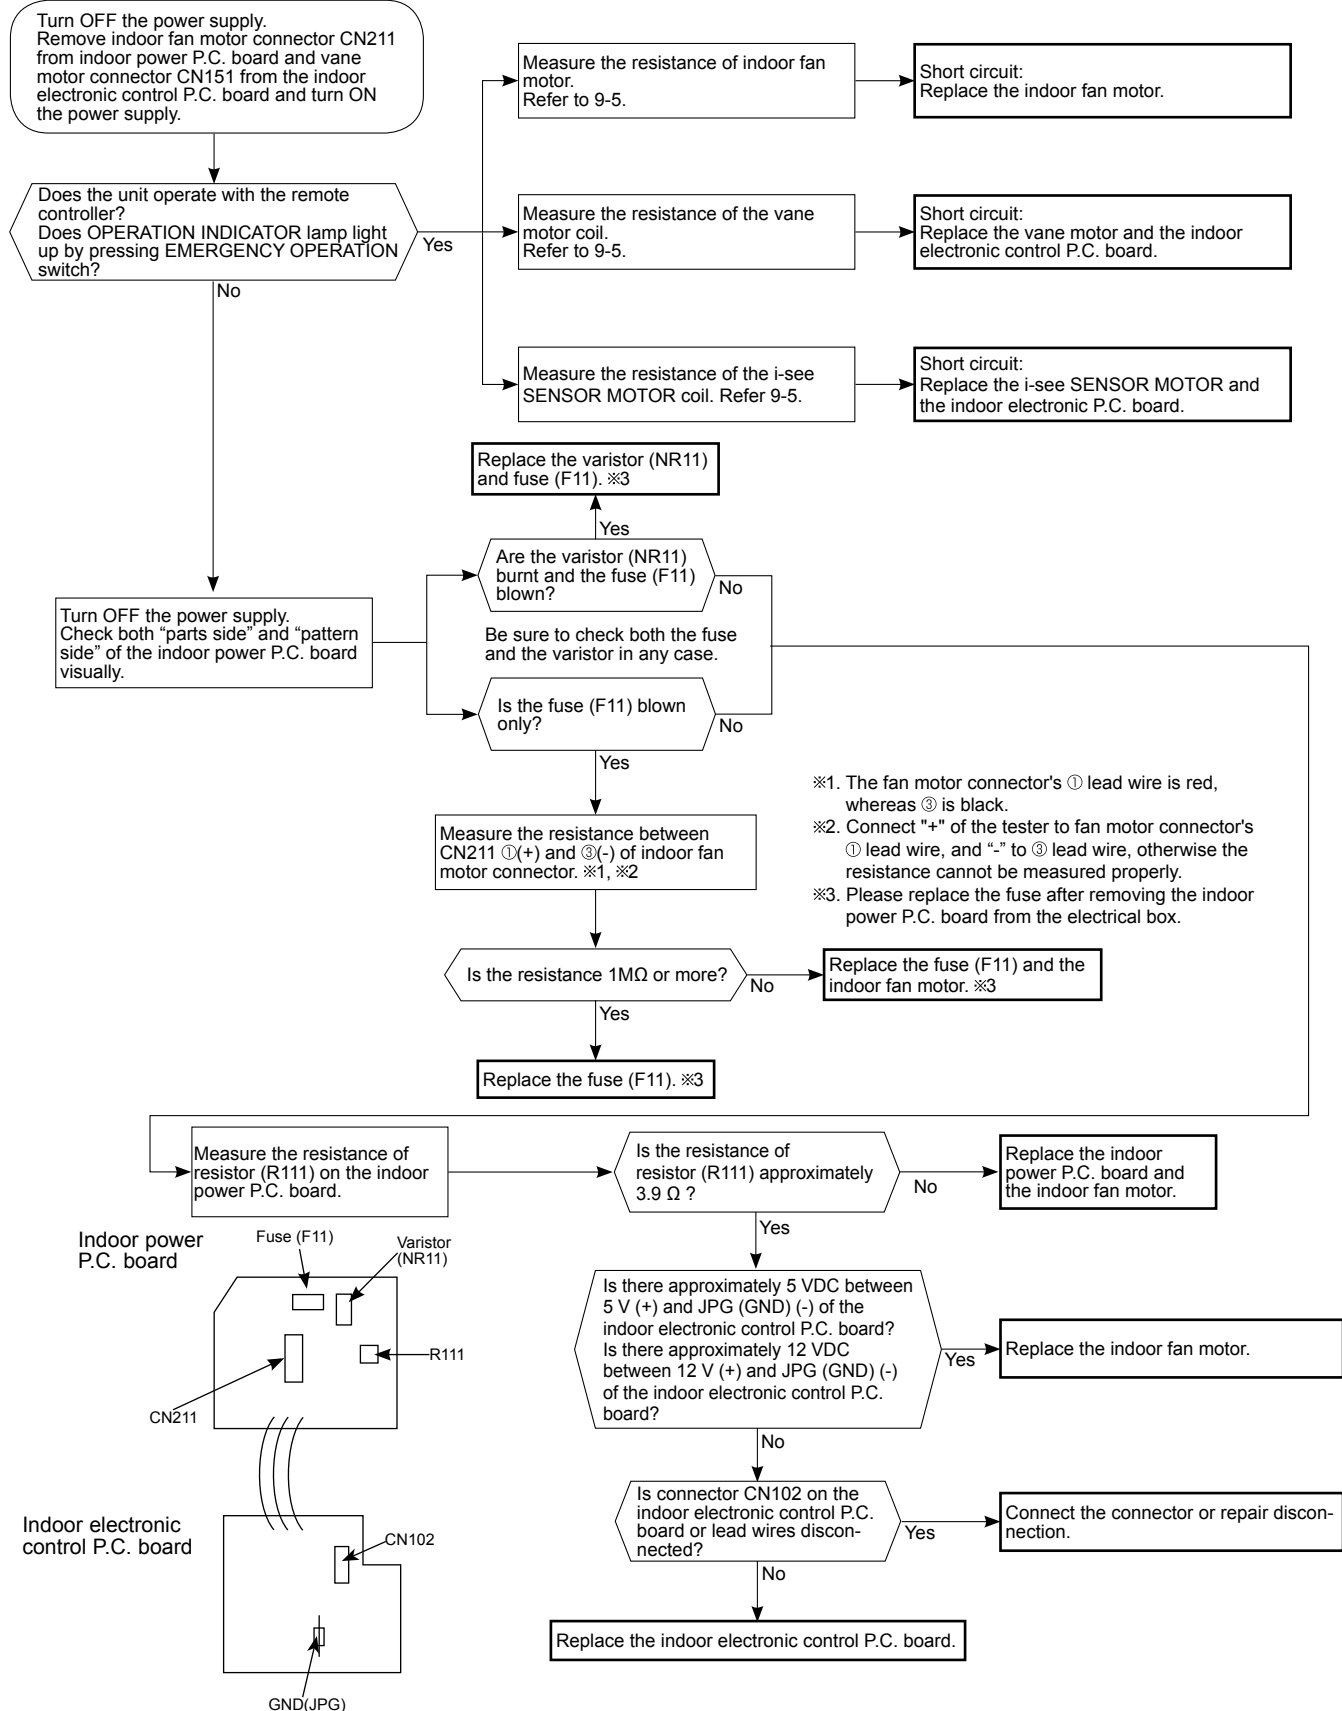 Turn OFF the power supply.
Remove indoor fan motor connector CN211
from indoor power P.C. board and vane
motor connector CN151 from the indoor
electronic control P.C. board and turn ON
the power supply.
Does the unit operate with the remote
controller?
Does OPERATION INDICATOR lamp light
up by pressing EMERGENCY OPERATION
switch?
Yes
No
Measure the resistance of indoor fan
motor.
Refer to 9-5.
Short circuit:
Replace the indoor fan motor.
Measure the resistance of the vane
motor coil.
Refer to 9-5.
Short circuit:
Replace the vane motor and the indoor
electronic control P.C. board.
Measure the resistance of the i-see
SENSOR MOTOR coil. Refer 9-5.
Short circuit:
Replace the i-see SENSOR MOTOR and
the indoor electronic P.C. board.
Replace the varistor (NR11)
and fuse (F11). ※3
Yes
Are the varistor (NR11)
burnt and the fuse (F11)
blown?
No
Turn OFF the power supply.
Check both “parts side” and “pattern
side” of the indoor power P.C. board
visually.
Be sure to check both the fuse
and the varistor in any case.
Is the fuse (F11) blown
only?
No
Yes
Measure the resistance between
CN211 ①(+) and ③(-) of indoor fan
motor connector. ※1, ※2
※1. The fan motor connector's ① lead wire is red,
whereas ③ is black.
※2. Connect "+" of the tester to fan motor connector's
① lead wire, and “-” to ③ lead wire, otherwise the
resistance cannot be measured properly.
※3. Please replace the fuse after removing the indoor
power P.C. board from the electrical box.
Is the resistance 1MΩ or more?
No
Replace the fuse (F11) and the
indoor fan motor. ※3
Yes
Replace the fuse (F11). ※3
Measure the resistance of
resistor (R111) on the indoor
power P.C. board.
Is the resistance of
resistor (R111) approximately
3.9 Ω ?
No
Replace the indoor
power P.C. board and
the indoor fan motor.
Yes
Is there approximately 5 VDC between
5 V (+) and JPG (GND) (-) of the
indoor electronic control P.C. board?
Is there approximately 12 VDC
between 12 V (+) and JPG (GND) (-)
of the indoor electronic control P.C.
board?
Yes
Replace the indoor fan motor.
No
Is connector CN102 on the
indoor electronic control P.C.
board or lead wires discon-
nected?
Yes
Connect the connector or repair discon-
nection.
No
Replace the indoor electronic control P.C. board.
Indoor power
P.C. board
Fuse (F11)
Varistor
(NR11)
R111
CN211
Indoor electronic
control P.C. board
CN102
GND(JPG)